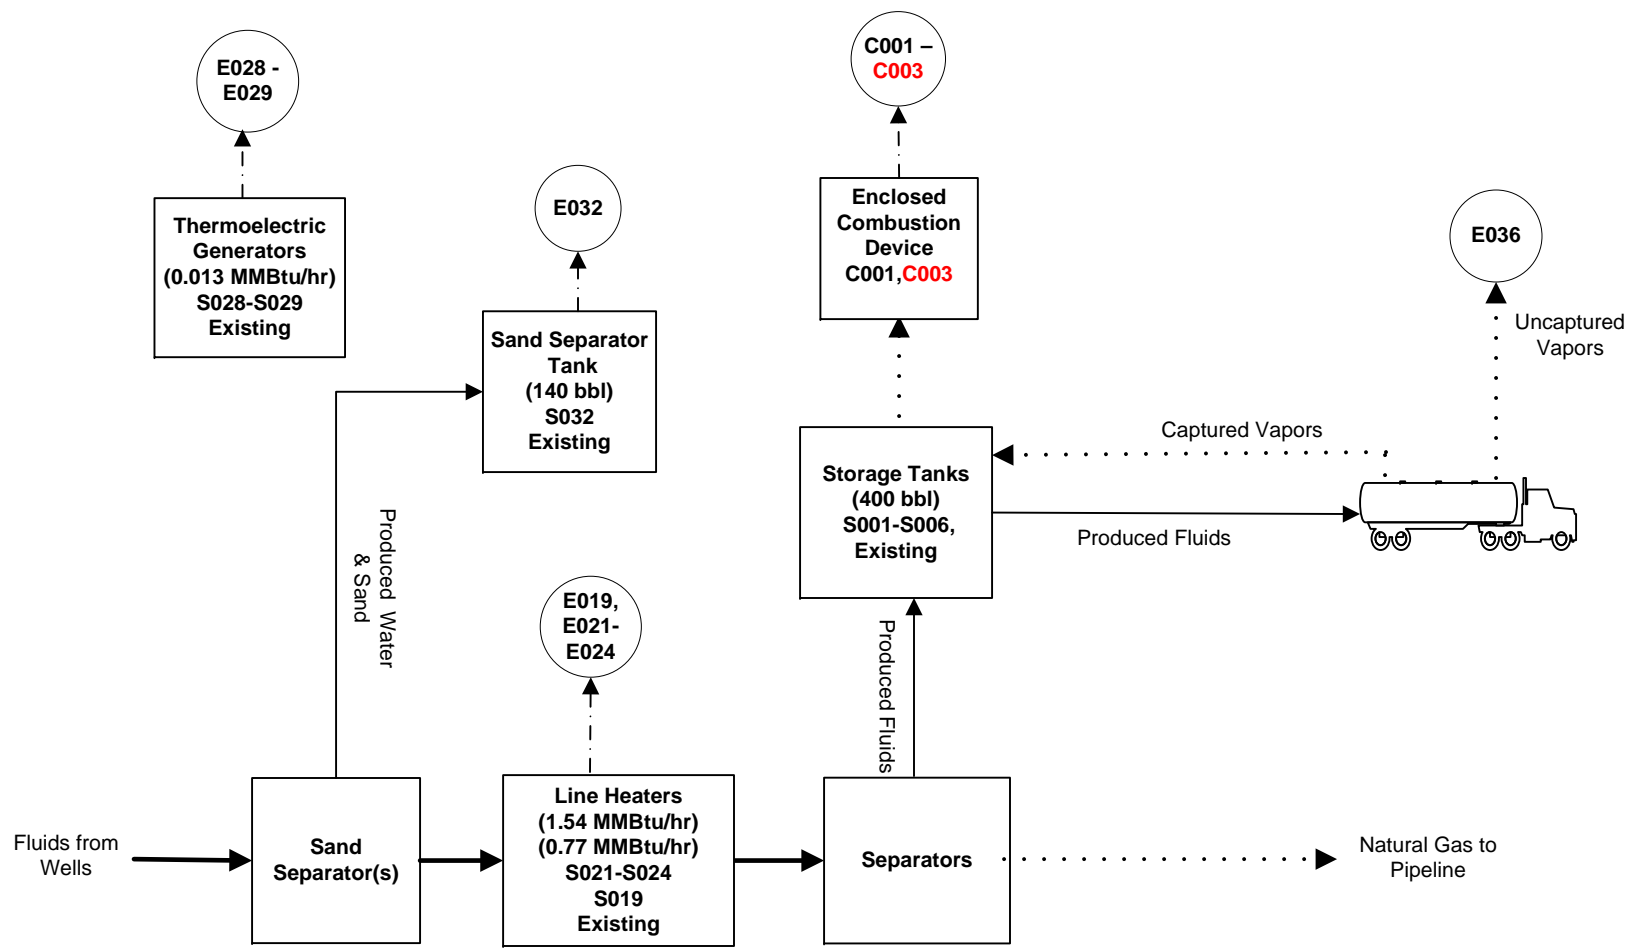 E028 -
E029
Thermoelectric
Generators
(0.013 MMBtu/hr)
S028-S029
Existing
E032
Sand Separator
Tank
(140 bbl)
S032
Existing
C001 –
C003
Enclosed
Combustion
Device
C001,C003
E036
Uncaptured
Vapors
Captured Vapors
Storage Tanks
(400 bbl)
S001-S006,
Existing
Produced Fluids
Produced Water
& Sand
E019,
E021-
E024
Produced Fluids
Fluids from
Wells
Sand
Separator(s)
Line Heaters
(1.54 MMBtu/hr)
(0.77 MMBtu/hr)
S021-S024
S019
Existing
Separators
Natural Gas to
Pipeline